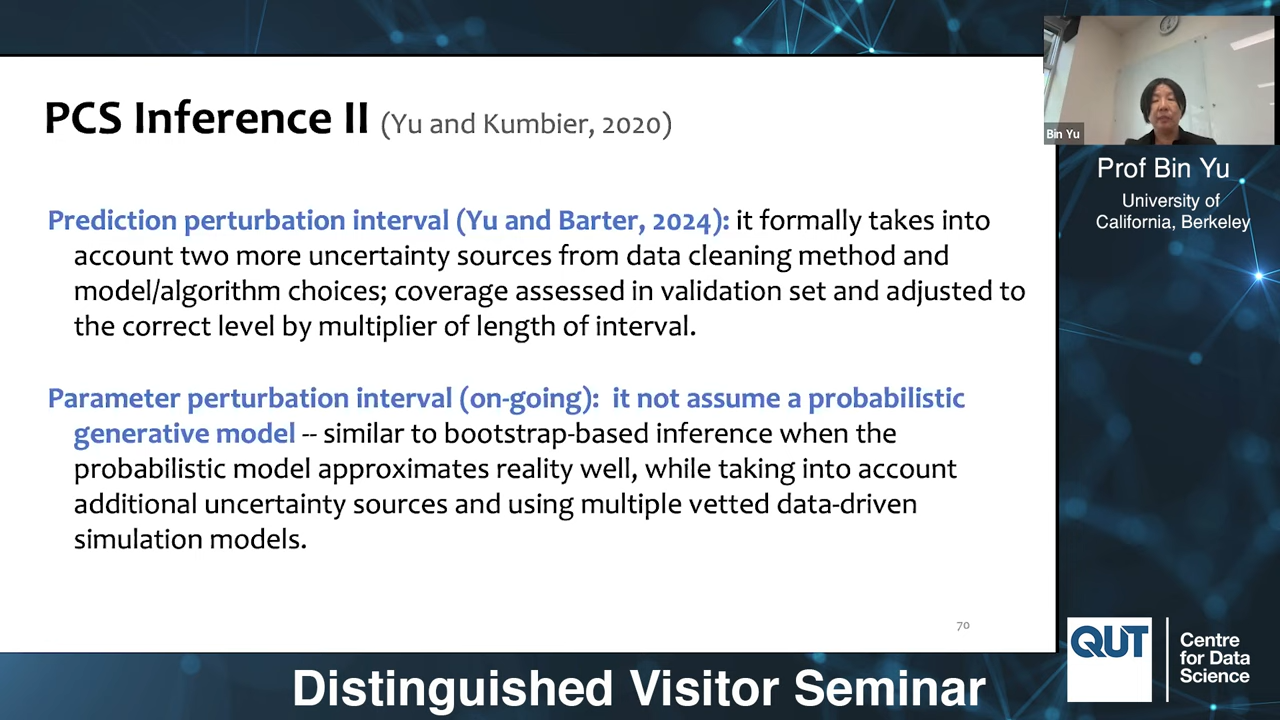 PCS Inference II (Yu and Kumbier, 2020)
Prediction perturbation interval (Yu and Barter, 2024): it formally takes into
account two more uncertainty sources from data cleaning method and
model/algorithm choices; coverage assessed in validation set and adjusted to
the correct level by multiplier of length of interval.
Parameter perturbation interval (on-going):  it not assume a probabilistic
generative model -- similar to bootstrap-based inference when the
probabilistic model approximates reality well, while taking into account
additional uncertainty sources and using multiple vetted data-driven
simulation models.
70
Bin Yu
Prof Bin Yu
University of
California, Berkeley
QUT
Centre
for Data
Science
Distinguished Visitor Seminar